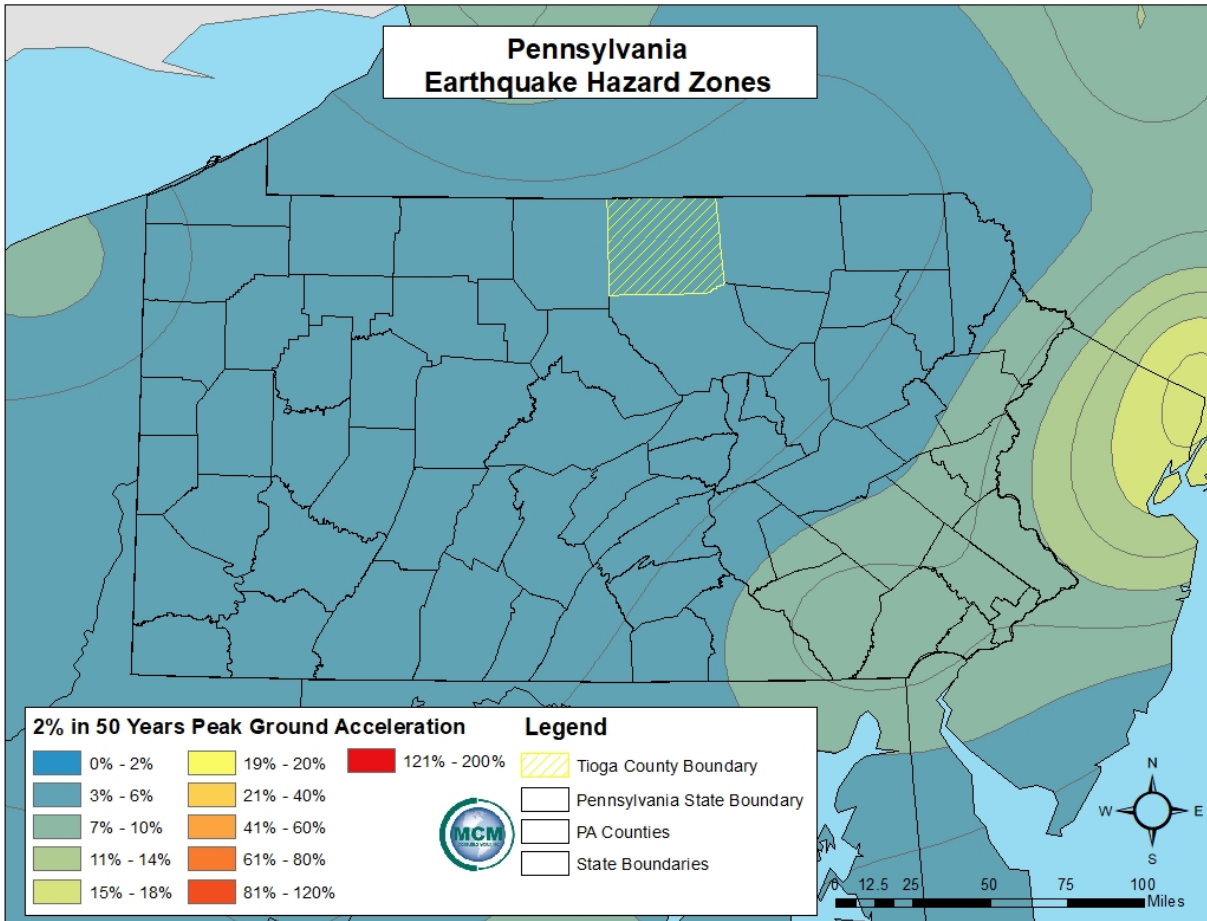 Pennsylvania
Earthquake Hazard Zones
2% in 50 Years Peak Ground Acceleration
0% - 2%
3% - 6%
7% - 10%
11% - 14%
15% - 18%
19% - 20%
21% - 40%
41% - 60%
61% - 80%
81% - 120%
121% - 200%
MCM
Legend
Tioga County Boundary
Pennsylvania State Boundary
PA Counties
State Boundaries
N
W E
S
0 12.5 25 50 75 100
Miles